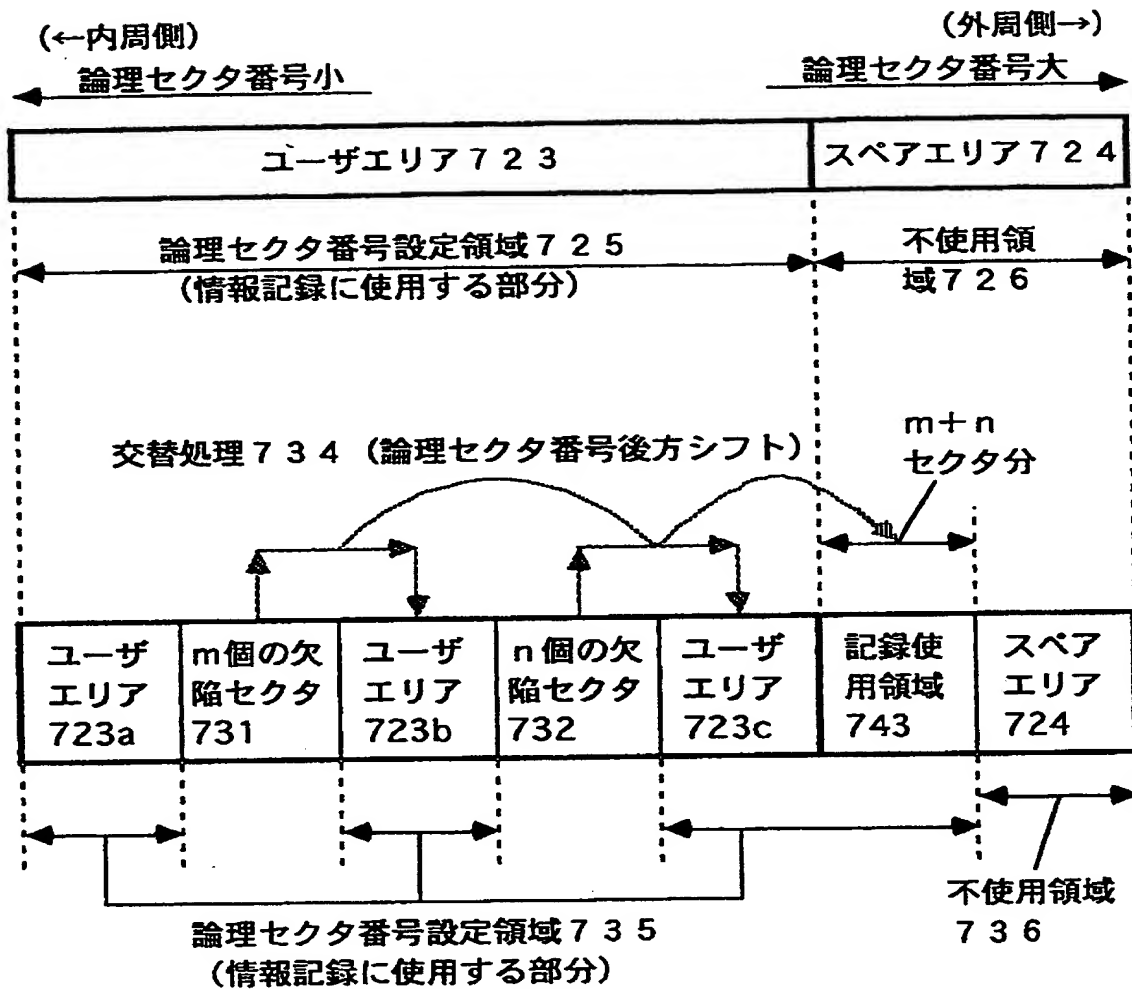 (←内周側)
(外周側→)
論理セクタ番号小
論理セクタ番号大
ユーザエリア723
スペアエリア724
論理セクタ番号設定領域725
(情報記録に使用する部分)
不使用領
域726
交替処理734 (論理セクタ番号後方シフト)
m+n
セクタ分
ユーザ
エリア
723a
m個の欠
陥セクタ
731
ユーザ
エリア
723b
n個の欠
陥セクタ
732
ユーザ
エリア
723c
記録使
用領域
743
スペア
エリア
724
不使用領域
736
論理セクタ番号設定領域735
(情報記録に使用する部分)